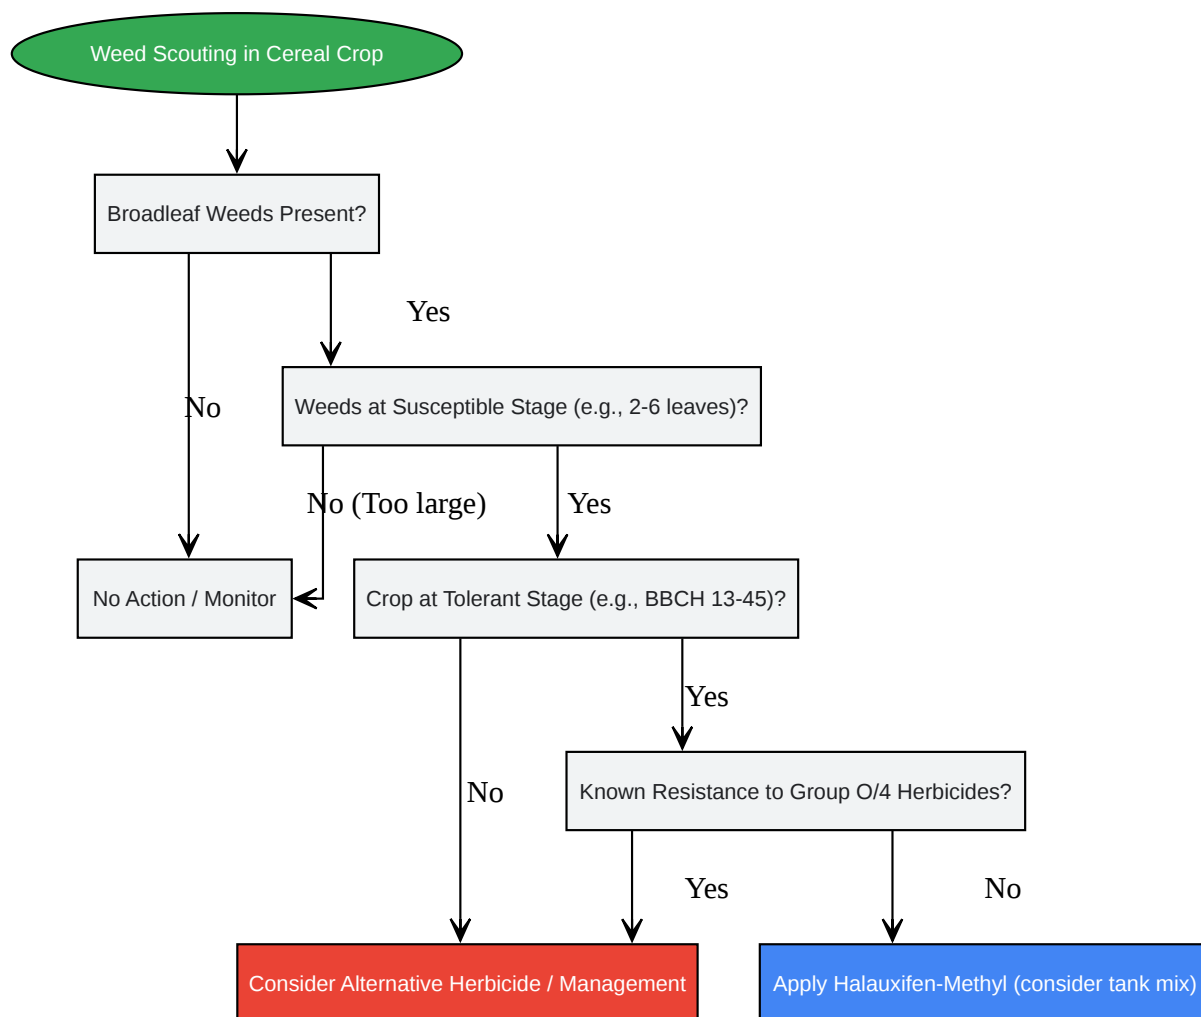 Weed Scouting in Cereal Crop
Broadleaf Weeds Present?
Yes
No
Weeds at Susceptible Stage (e.g., 2-6 leaves)?
No (Too large)
Yes
No Action / Monitor
Crop at Tolerant Stage (e.g., BBCH 13-45)?
Yes
No
Known Resistance to Group O/4 Herbicides?
Yes
No
Consider Alternative Herbicide / Management
Apply Halauxifen-Methyl (consider tank mix)